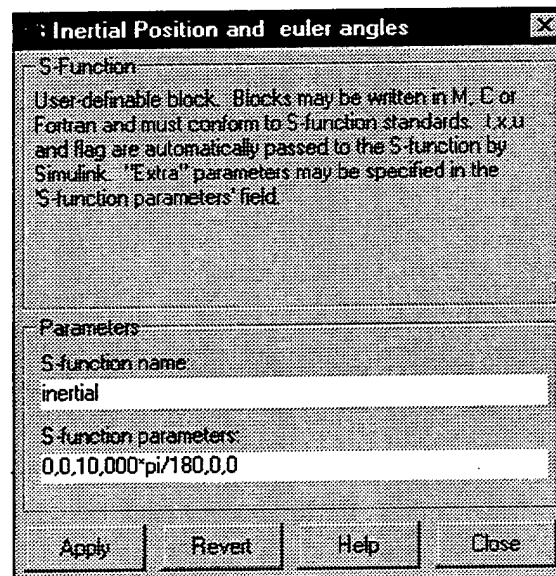 Inertial Position and euler angles
S-Function
User-definable block. Blocks may be written in M, C or
Fortran and must conform to S-function standards. t,x,u
and flag are automatically passed to the S-function by
Simulink. "Extra" parameters may be specified in the
'S-function parameters' field.
Parameters
S-function name:
inertial
S-function parameters:
0,0,10,000*pi/180,0,0
Apply
Revert
Help
Close